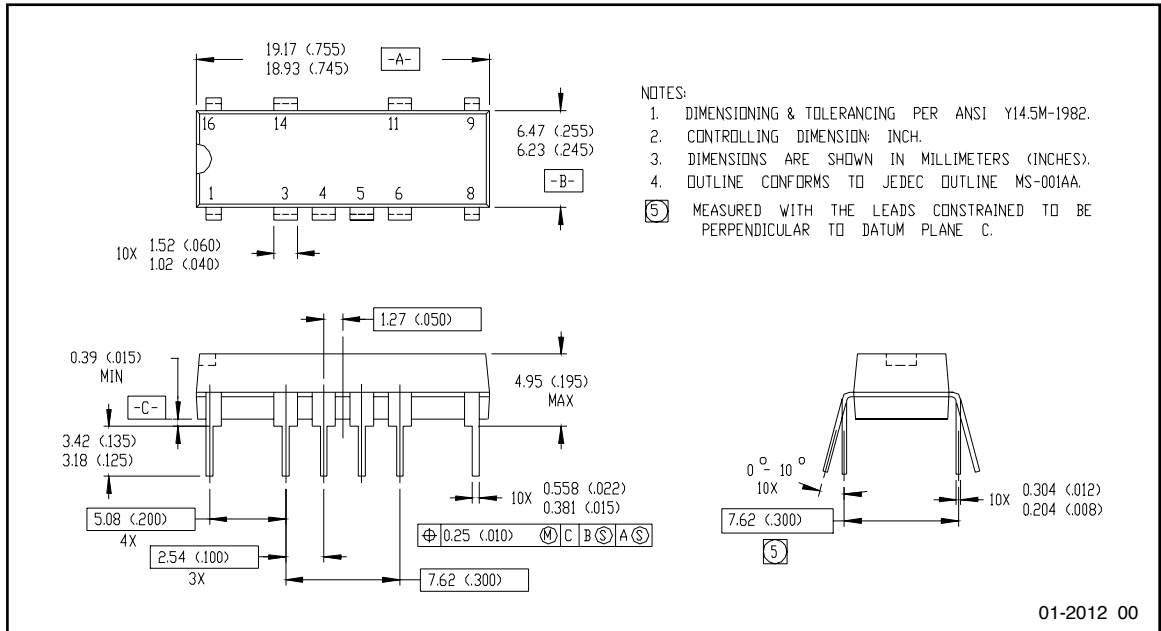 19.17 (.755)
18.93 (.745)
-A-
16 14 11 9
1 3 4 5 6 8
6.47 (.255)
6.23 (.245)
-B-
10X 1.52 (.060)
1.02 (.040)
NOTES:
1. DIMENSIONING & TOLERANCING PER ANSI Y14.5M-1982.
2. CONTROLLING DIMENSION: INCH.
3. DIMENSIONS ARE SHOWN IN MILLIMETERS (INCHES).
4. OUTLINE CONFORMS TO JEDEC OUTLINE MS-001AA.
5 MEASURED WITH THE LEADS CONSTRAINED TO BE
PERPENDICULAR TO DATUM PLANE C.
1.27 (.050)
0.39 (.015)
MIN
-C-
3.42 (.135)
3.18 (.125)
4.95 (.195)
MAX
5.08 (.200)
4X
2.54 (.100)
3X
7.62 (.300)
10X 0.558 (.022)
0.381 (.015)
⌖ 0.25 (.010) Ⓜ C B Ⓢ A Ⓢ
0° - 10°
10X
7.62 (.300)
5
10X 0.304 (.012)
0.204 (.008)
01-2012 00